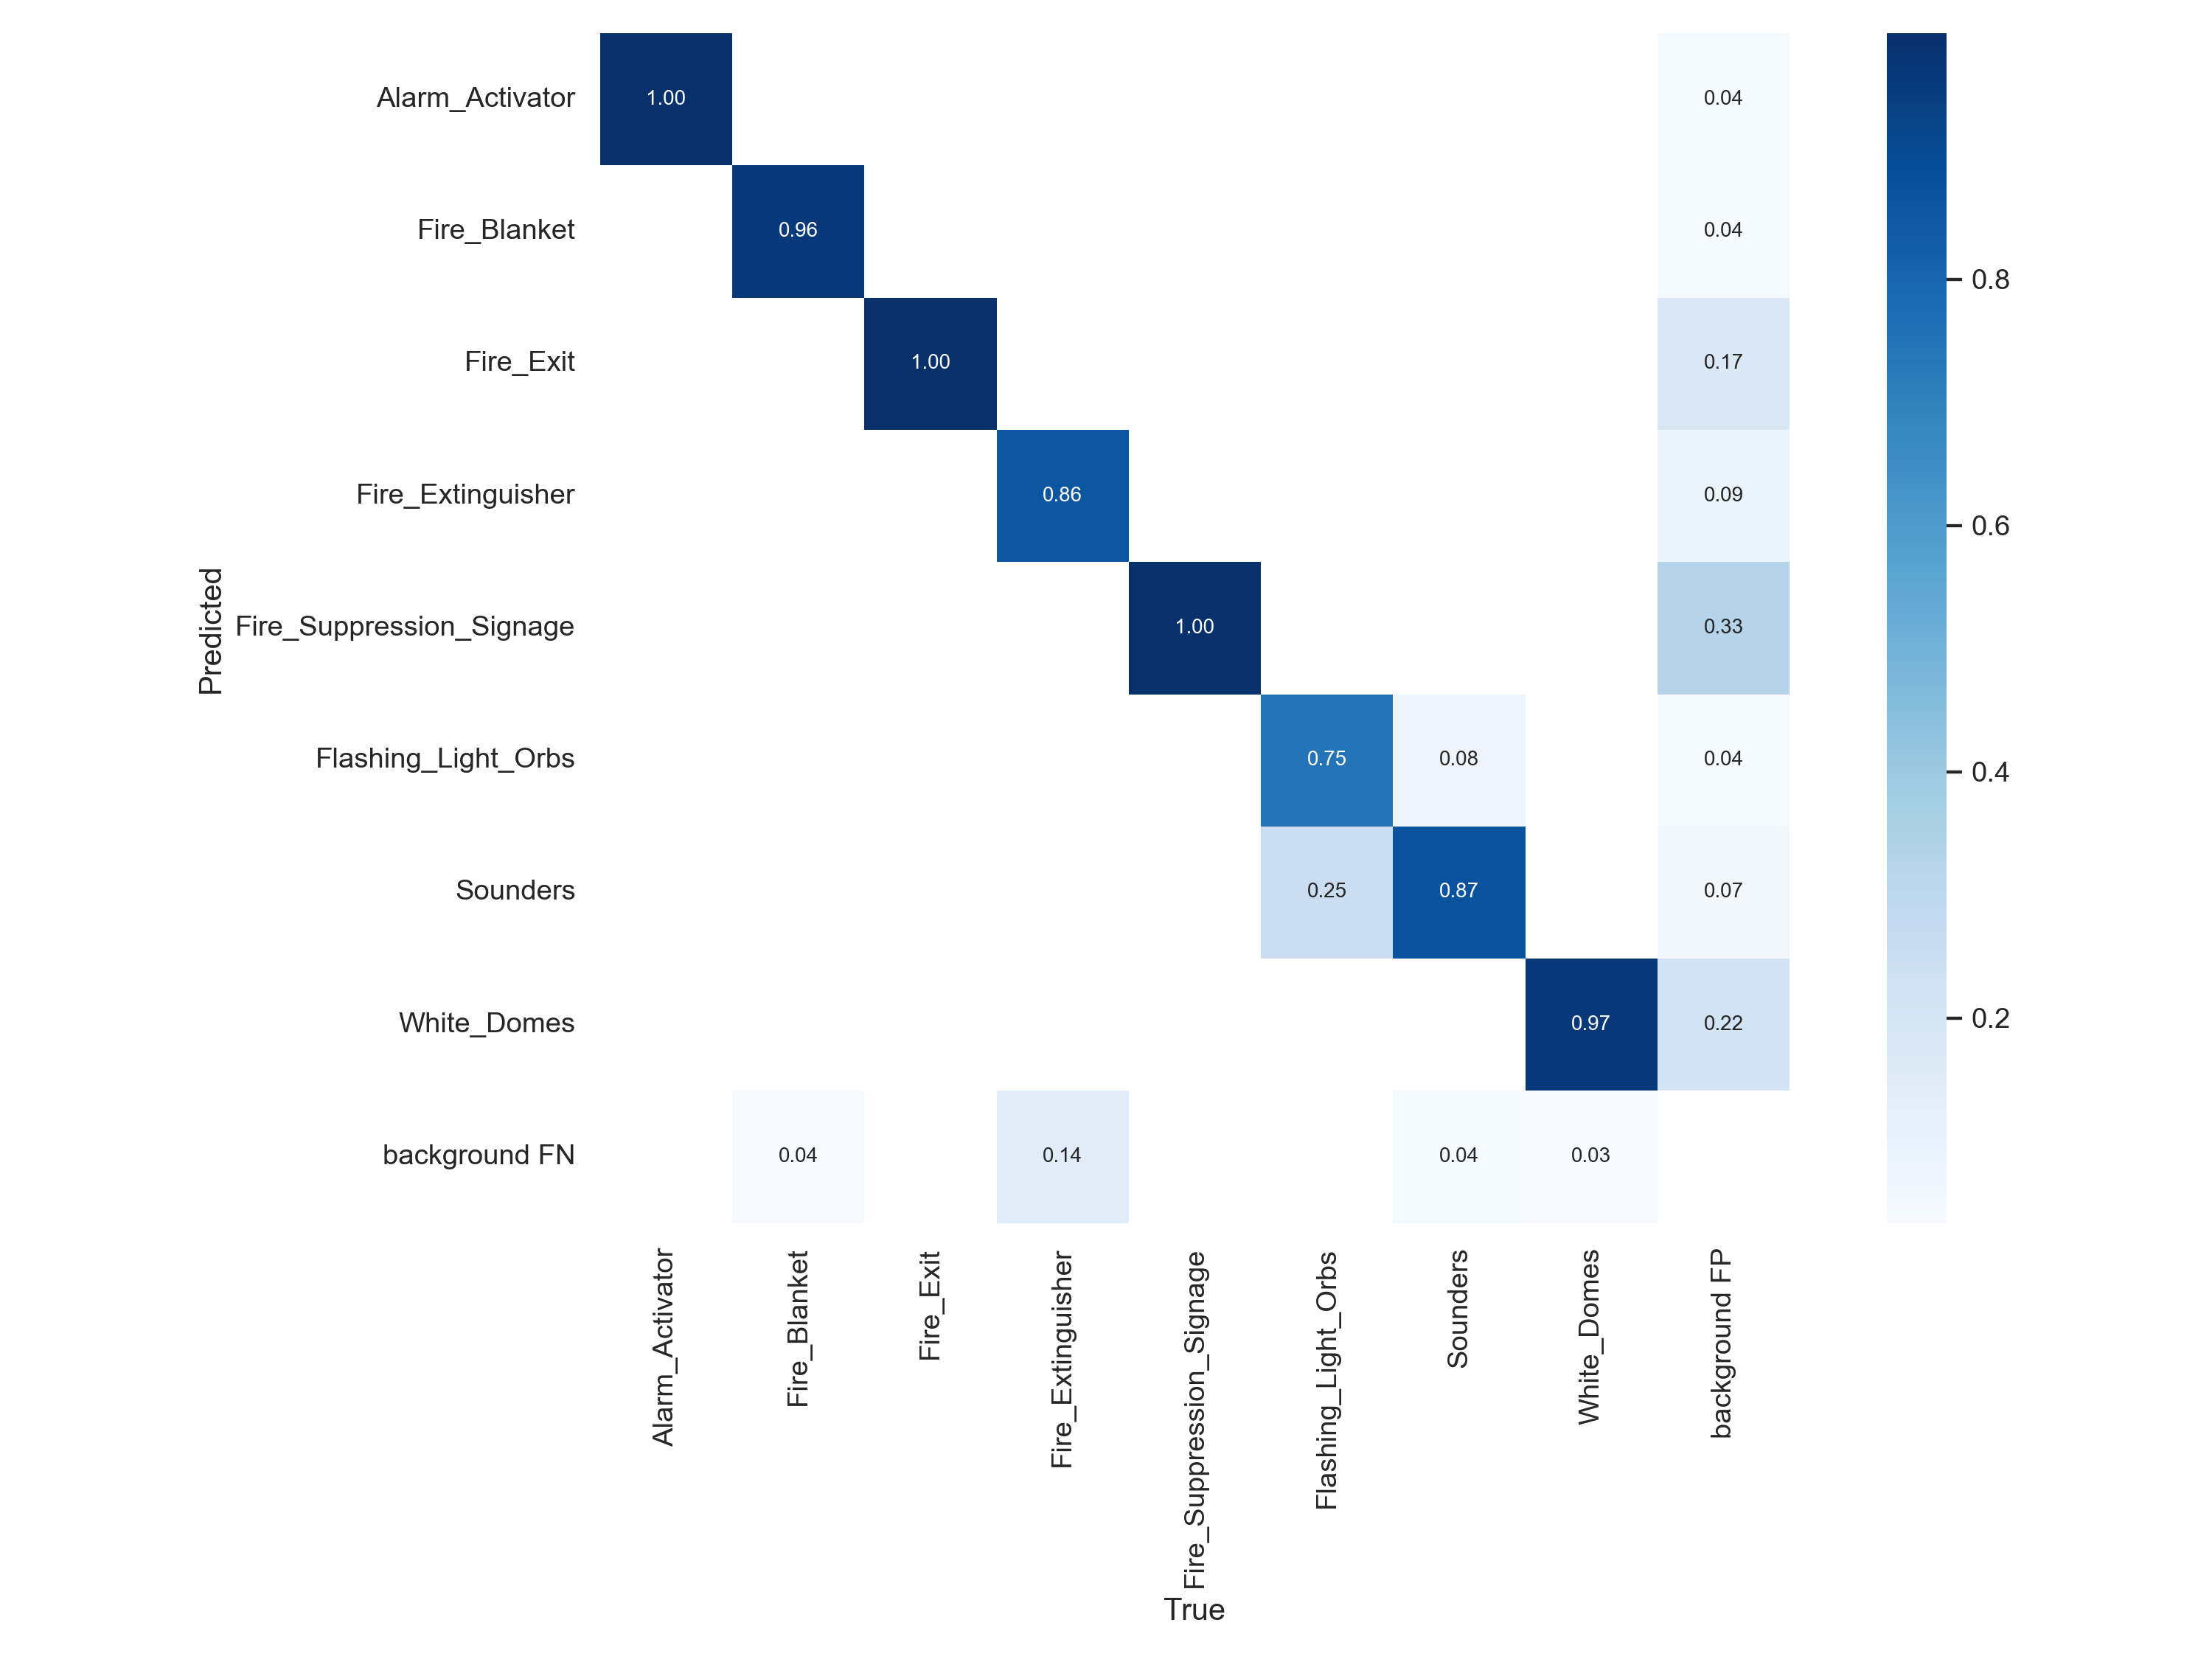 Predicted
Alarm_Activator 1.00 0.04
Fire_Blanket 0.96 0.04
Fire_Exit 1.00 0.17
Fire_Extinguisher 0.86 0.09
Fire_Suppression_Signage 1.00 0.33
Flashing_Light_Orbs 0.75 0.08 0.04
Sounders 0.25 0.87 0.07
White_Domes 0.97 0.22
background FN 0.04 0.14 0.04 0.03
Alarm_Activator
Fire_Blanket
Fire_Exit
Fire_Extinguisher
Fire_Suppression_Signage
Flashing_Light_Orbs
Sounders
White_Domes
background FP
True
0.8
0.6
0.4
0.2